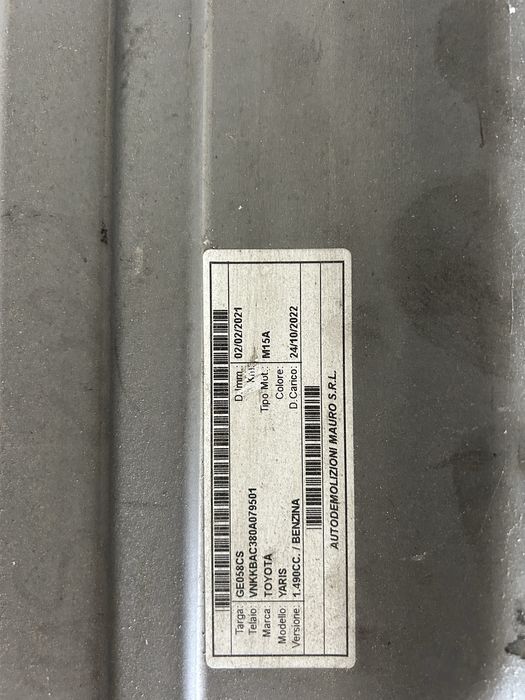 Targa: GE058CS D.Imm.: 02/02/2021
Telaio: VNKKBAC380A079501
Marca: TOYOTA Tipo Mot.: M15A
Modello: YARIS Colore:
Versione: 1.490CC. / BENZINA D.Carico: 24/10/2022
AUTODEMOLIZIONI MAURO S.R.L.